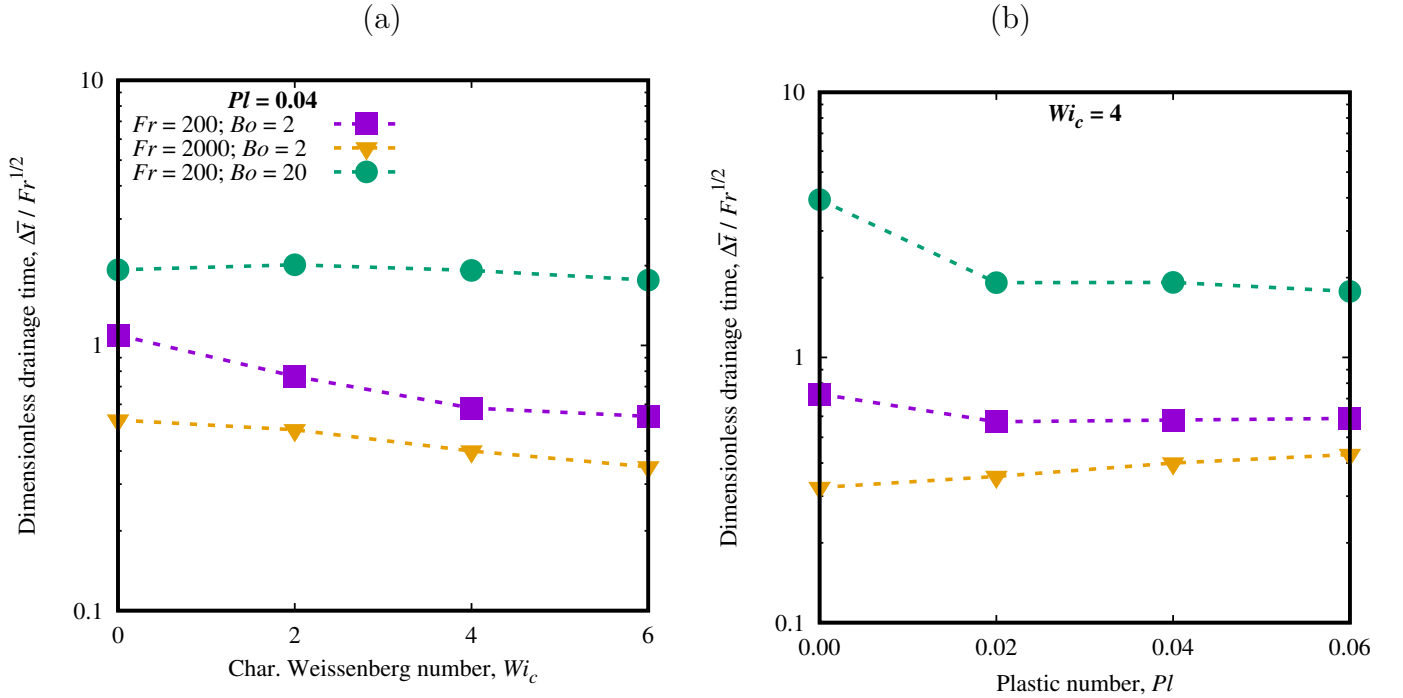 (a)
10
1
0.1
0
2
4
6
Dimensionless drainage time, Δt̅ / Fr^1/2
Char. Weissenberg number, Wi_c
Pl = 0.04
Fr = 200; Bo = 2
Fr = 2000; Bo = 2
Fr = 200; Bo = 20
(b)
10
1
0.1
0.00
0.02
0.04
0.06
Dimensionless drainage time, Δt̅ / Fr^1/2
Plastic number, Pl
Wi_c = 4